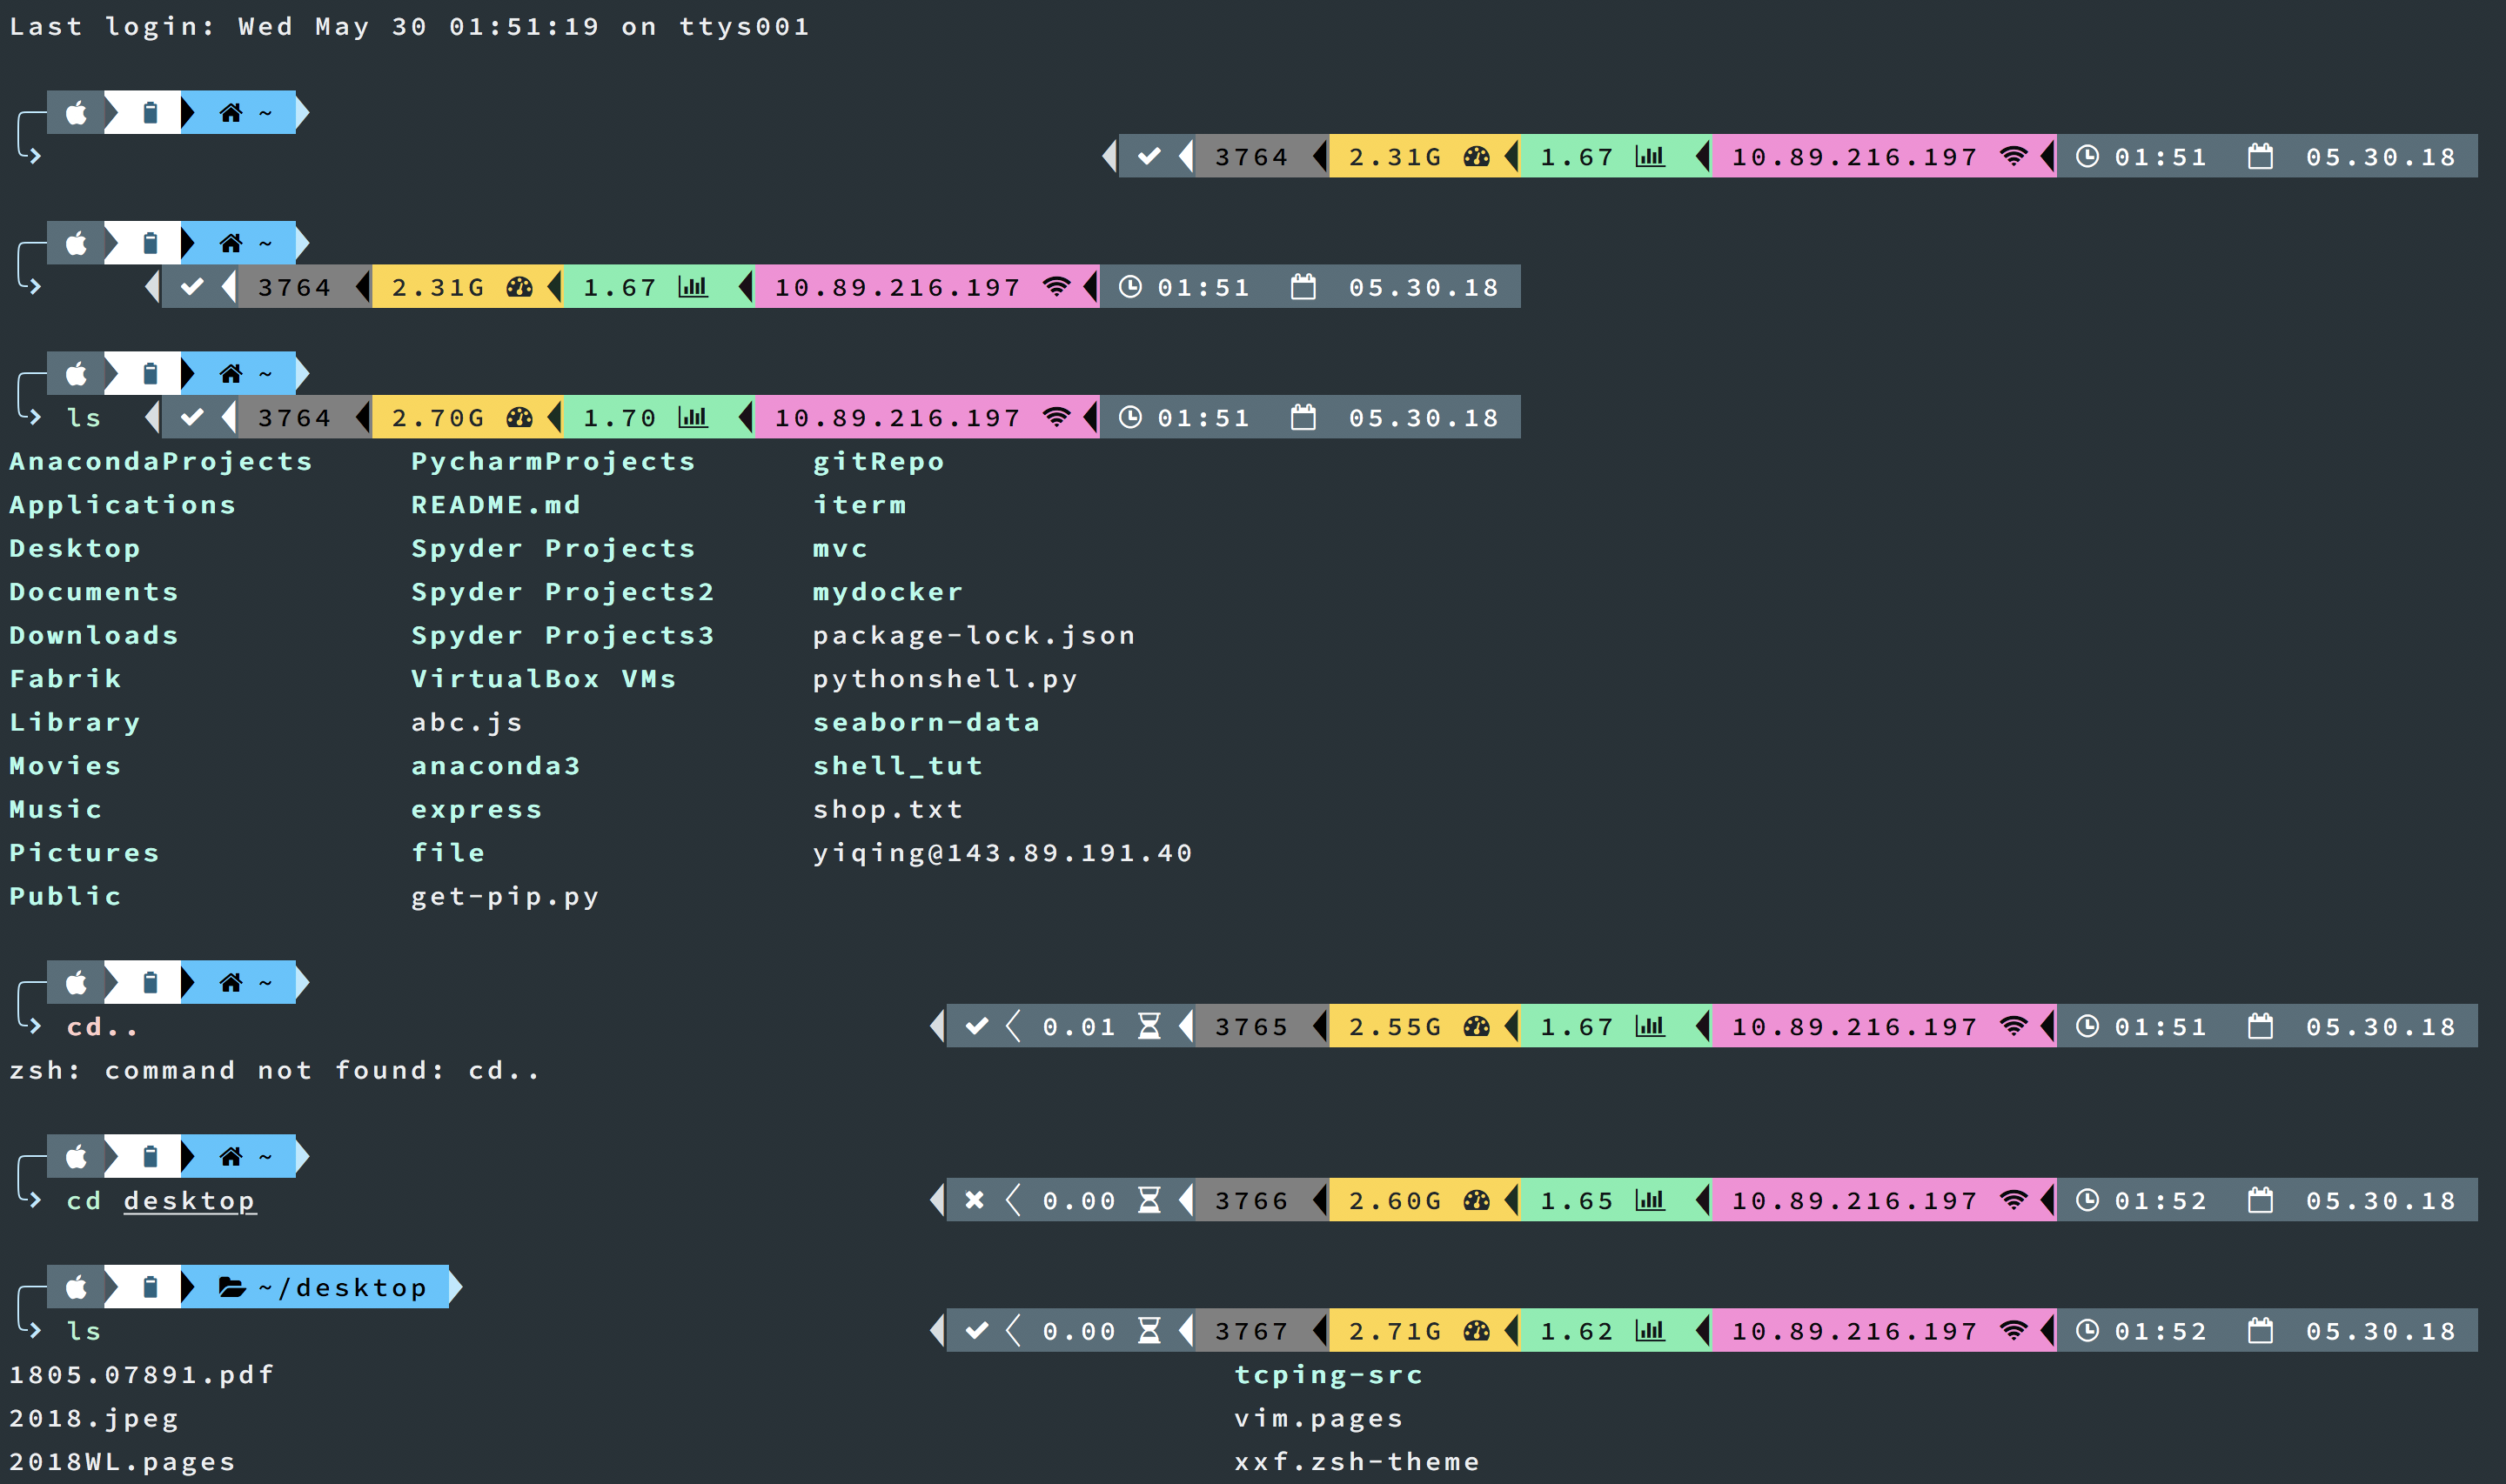 Last login: Wed May 30 01:51:19 on ttys001
~
3764 2.31G 1.67 10.89.216.197 01:51 05.30.18
~
3764 2.31G 1.67 10.89.216.197 01:51 05.30.18
~
ls 3764 2.70G 1.70 10.89.216.197 01:51 05.30.18
AnacondaProjects PycharmProjects gitRepo
Applications README.md iterm
Desktop Spyder Projects mvc
Documents Spyder Projects2 mydocker
Downloads Spyder Projects3 package-lock.json
Fabrik VirtualBox VMs pythonshell.py
Library abc.js seaborn-data
Movies anaconda3 shell_tut
Music express shop.txt
Pictures file yiqing@143.89.191.40
Public get-pip.py
~
cd.. 0.01 3765 2.55G 1.67 10.89.216.197 01:51 05.30.18
zsh: command not found: cd..
~
cd desktop 0.00 3766 2.60G 1.65 10.89.216.197 01:52 05.30.18
~/desktop
ls 0.00 3767 2.71G 1.62 10.89.216.197 01:52 05.30.18
1805.07891.pdf tcping-src
2018.jpeg vim.pages
2018WL.pages xxf.zsh-theme